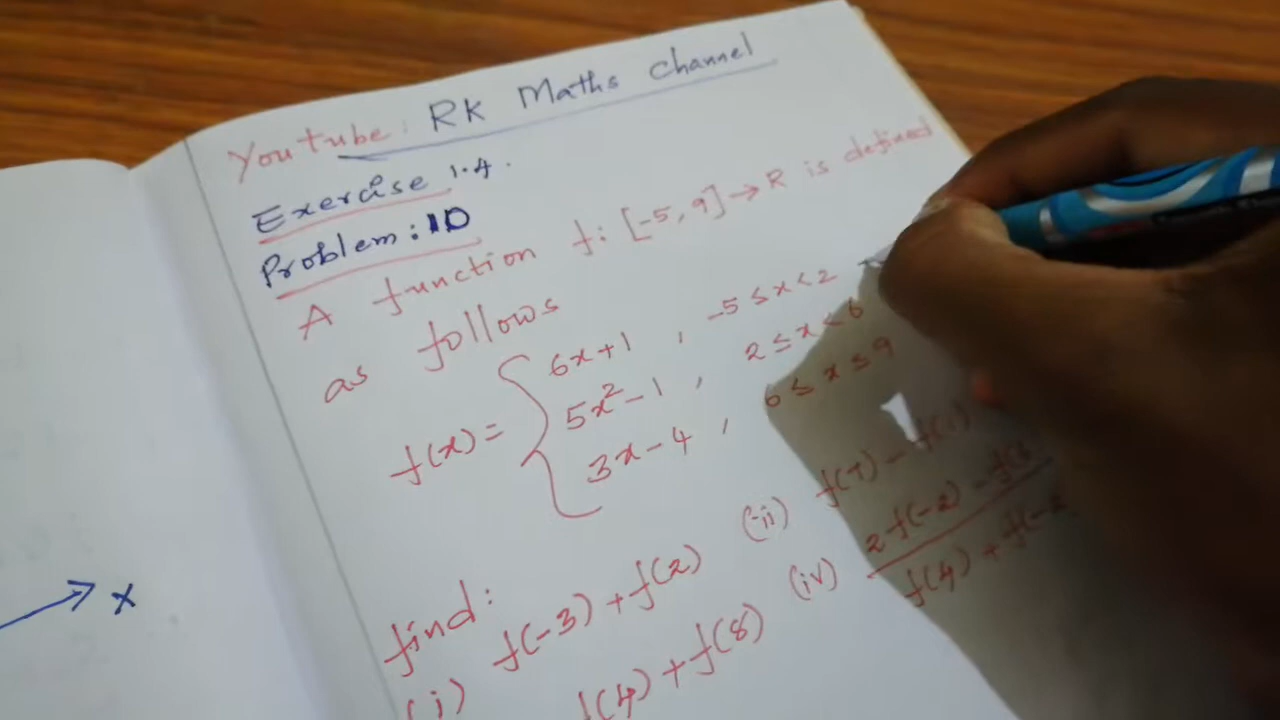 Youtube: RK Maths Channel
Exercise 1.4.
Problem: 10
A function f: [-5, 9] → R is defined
as follows
f(x) = { 6x+1 , -5 ≤ x < 2
5x²-1 , 2 ≤ x < 6
3x-4 , 6 ≤ x ≤ 9
find:
(i) f(-3) + f(2) (ii) f(7) - f(1)
f(4) + f(8) (iv) 2f(-2) - f(6
f(4) + f(-2
x